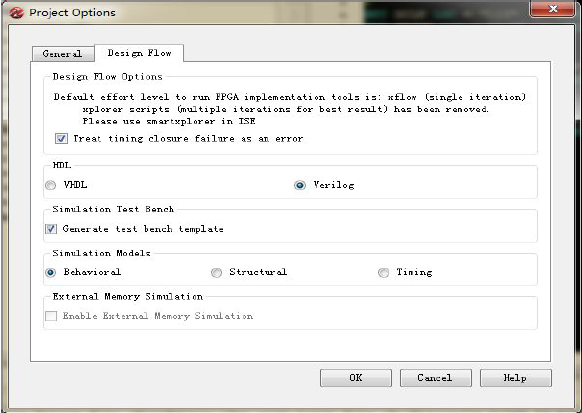 Project Options
General
Design Flow
Design Flow Options
Default effort level to run FPGA implementation tools is: xflow (single iteration)
xplorer scripts (multiple iterations for best result) has been removed.
Please use smartxplorer in ISE
Treat timing closure failure as an error
HDL
VHDL
Verilog
Simulation Test Bench
Generate test bench template
Simulation Models
Behavioral
Structural
Timing
External Memory Simulation
Enable External Memory Simulation
OK
Cancel
Help